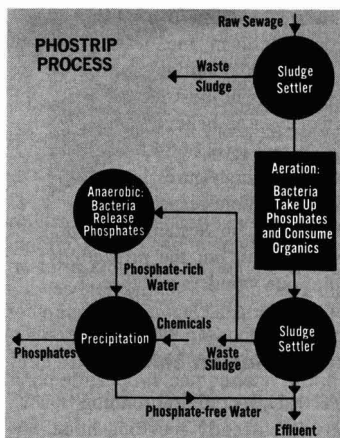 PHOSTRIP
PROCESS
Raw Sewage
Sludge
Settler
Waste
Sludge
Aeration:
Bacteria
Take Up
Phosphates
and Consume
Organics
Anaerobic:
Bacteria
Release
Phosphates
Phosphate-rich
Water
Precipitation
Chemicals
Phosphates
Waste
Sludge
Sludge
Settler
Phosphate-free Water
Effluent